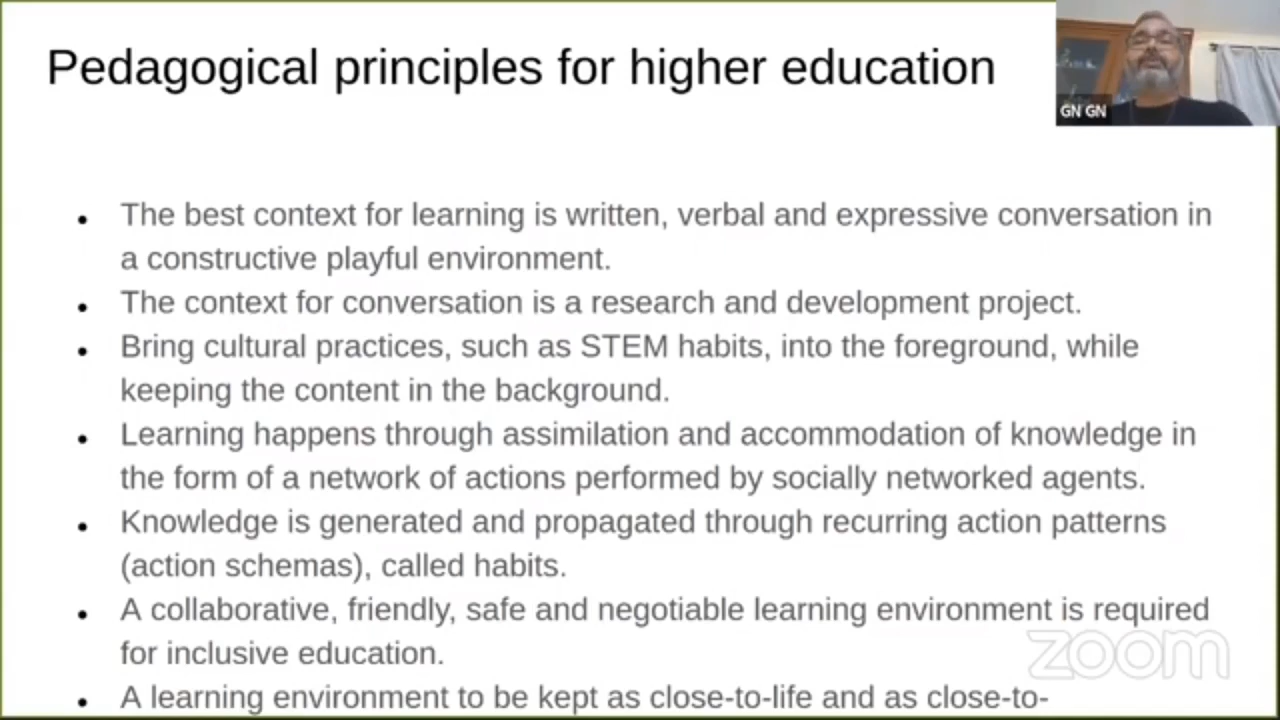 Pedagogical principles for higher education
GN GN
• The best context for learning is written, verbal and expressive conversation in
a constructive playful environment.
• The context for conversation is a research and development project.
• Bring cultural practices, such as STEM habits, into the foreground, while
keeping the content in the background.
• Learning happens through assimilation and accommodation of knowledge in
the form of a network of actions performed by socially networked agents.
• Knowledge is generated and propagated through recurring action patterns
(action schemas), called habits.
• A collaborative, friendly, safe and negotiable learning environment is required
for inclusive education.
zoom
• A learning environment to be kept as close-to-life and as close-to-